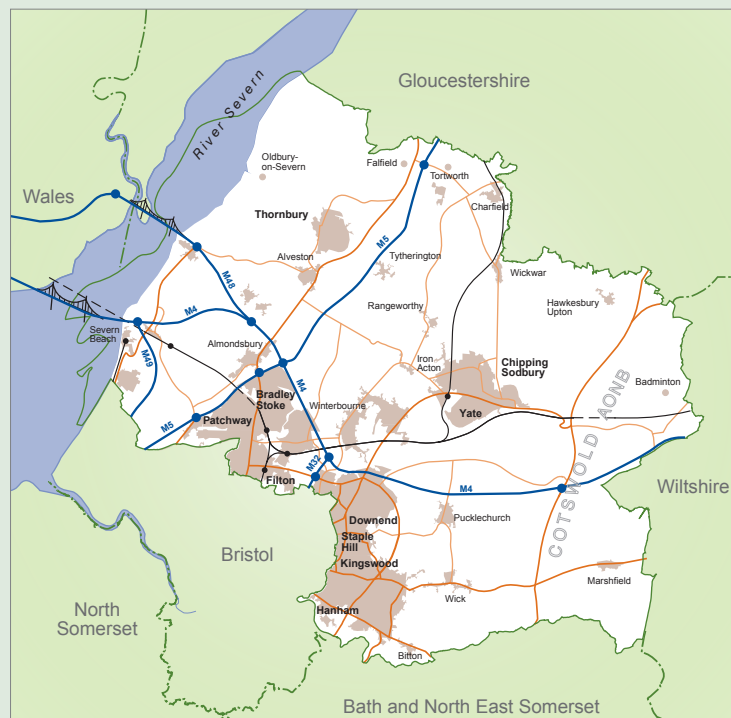 Gloucestershire
River Severn
Wales
Oldbury-
on-Severn
Falfield
Tortworth
Charfield
Thornbury
M5
Alveston
Tytherington
Wickwar
M48
Hawkesbury
Upton
Rangeworthy
M4
Severn
Beach
M49
Almondsbury
Iron
Acton
Chipping
Sodbury
M4
Badminton
Bradley
Stoke
Winterbourne
Yate
Patchway
M5
COTSWOLD AONB
M32
Filton
M4
Wiltshire
Downend
Pucklechurch
Staple
Hill
Bristol
Kingswood
Marshfield
Wick
North
Somerset
Hanham
Bitton
Bath and North East Somerset